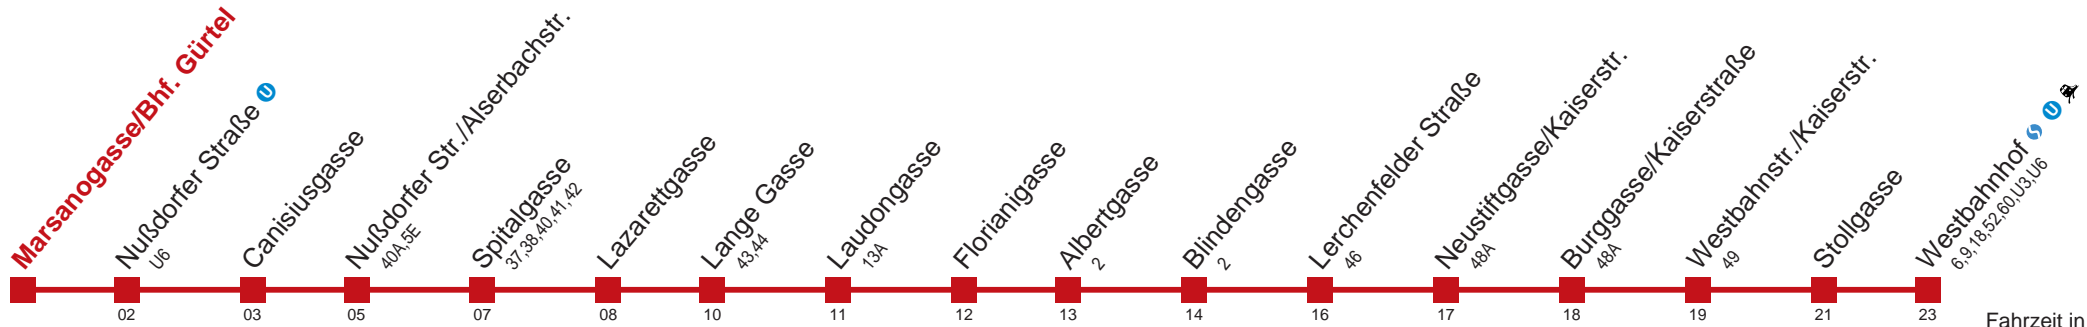 Marsanogasse/Bhf. Gürtel
Nußdorfer Straße U
U6
Canisiusgasse
Nußdorfer Str./Alserbachstr.
40A,5E
Spitalgasse
37,38,40,41,42
Lazarettgasse
Lange Gasse
43,44
Laudongasse
13A
Florianigasse
Albertgasse
2
Blindengasse
2
Lerchenfelder Straße
46
Neustiftgasse/Kaiserstr.
48A
Burggasse/Kaiserstraße
48A
Westbahnstr./Kaiserstr.
49
Stollgasse
Westbahnhof S U
6,9,18,52,60,U3,U6
02 03 05 07 08 10 11 12 13 14 16 17 18 19 21 23
Fahrzeit in